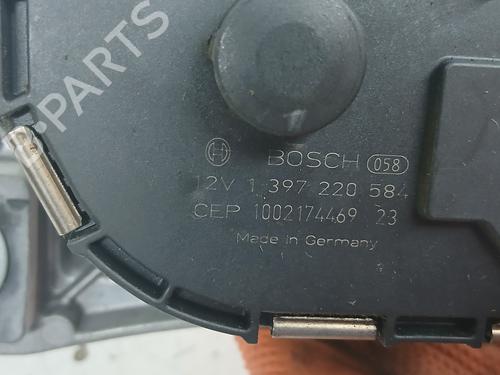 PARTS
BOSCH 058
12V 1 397 220 584
CEP 1002174469 23
Made in Germany